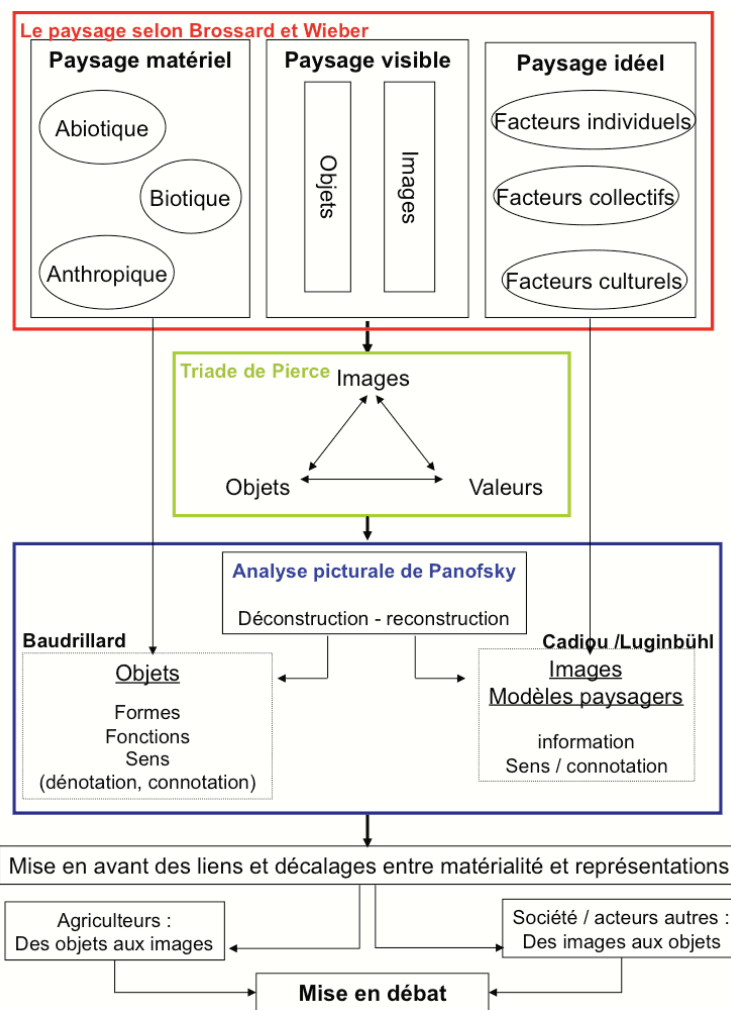 Le paysage selon Brossard et Wieber
Paysage matériel
Abiotique
Biotique
Anthropique
Paysage visible
Objets
Images
Paysage idéel
Facteurs individuels
Facteurs collectifs
Facteurs culturels
Triade de Pierce
Images
Objets
Valeurs
Analyse picturale de Panofsky
Déconstruction - reconstruction
Baudrillard
Objets
Formes
Fonctions
Sens
(dénotation, connotation)
Cadiou /Luginbühl
Images
Modèles paysagers
information
Sens / connotation
Mise en avant des liens et décalages entre matérialité et représentations
Agriculteurs :
Des objets aux images
Société / acteurs autres :
Des images aux objets
Mise en débat